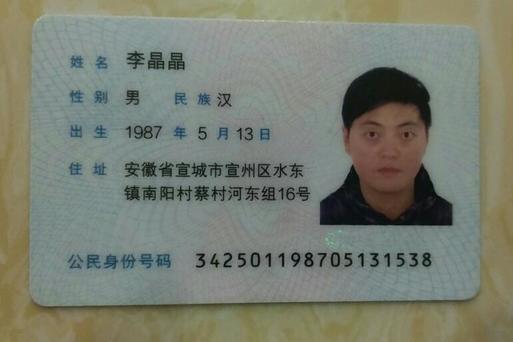 姓名 李晶晶
性别 男 民族 汉
出生 1987 年 5 月 13 日
住址 安徽省宣城市宣州区水东
镇南阳村蔡村河东组16号
公民身份号码 342501198705131538